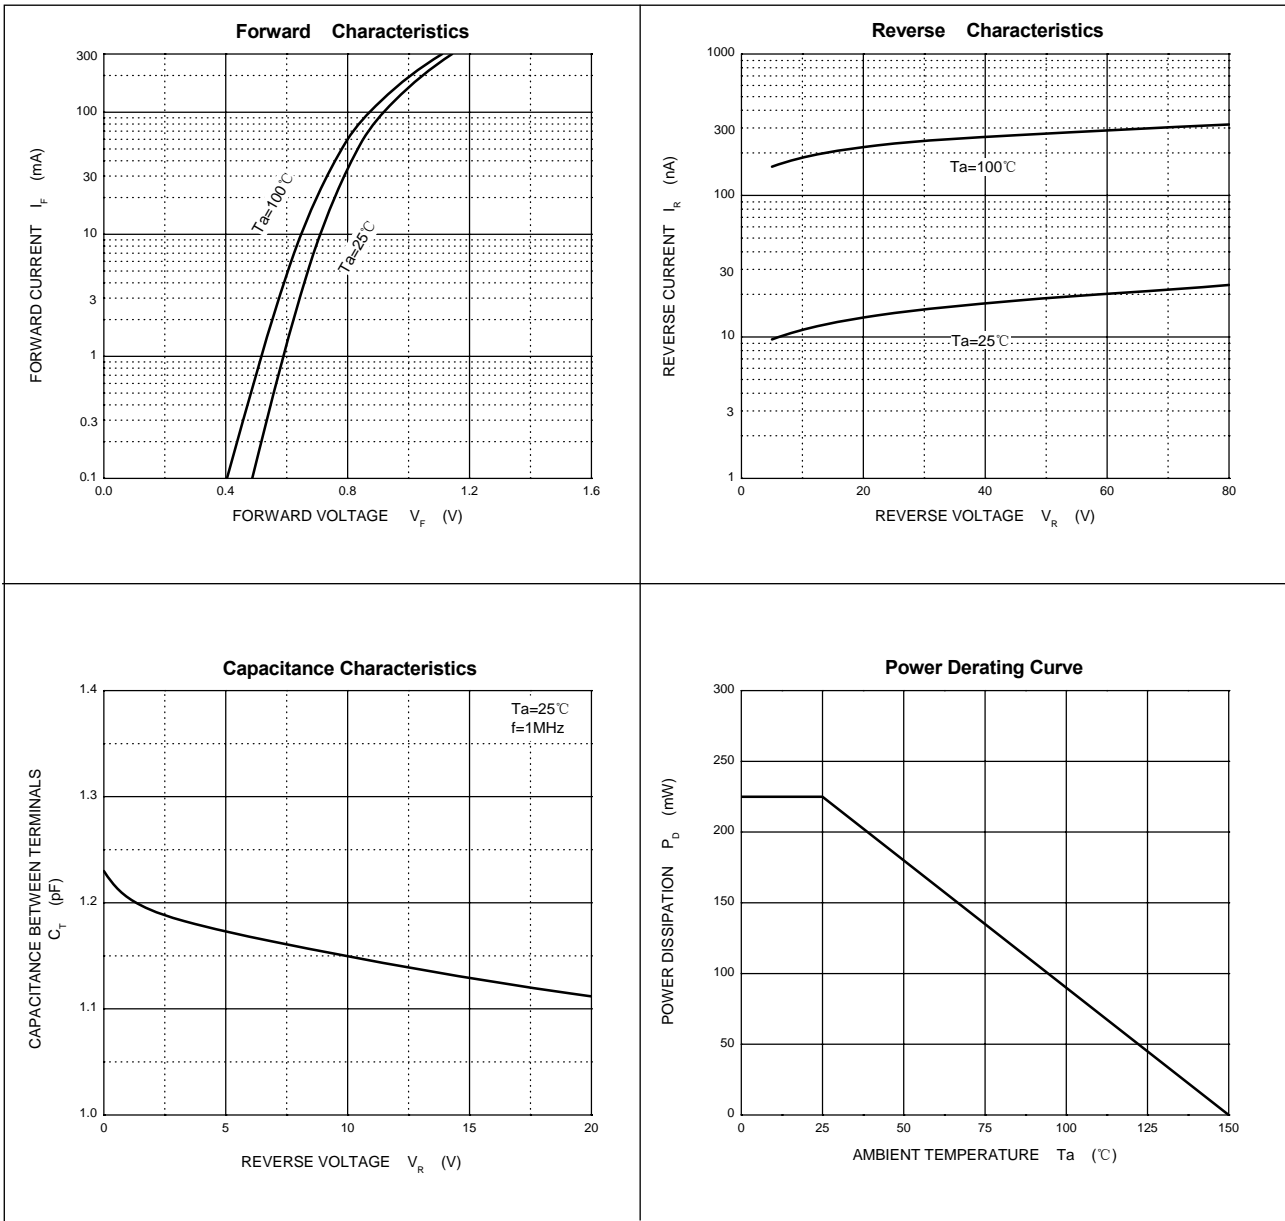 Forward Characteristics
300
100
30
10
3
1
0.3
0.1
0.0 0.4 0.8 1.2 1.6
FORWARD CURRENT I_F (mA)
Ta=100℃
Ta=25℃
FORWARD VOLTAGE V_F (V)
Reverse Characteristics
1000
300
100
30
10
3
1
0 20 40 60 80
REVERSE CURRENT I_R (nA)
Ta=100℃
Ta=25℃
REVERSE VOLTAGE V_R (V)
Capacitance Characteristics
1.4
1.3
1.2
1.1
1.0
0 5 10 15 20
Ta=25℃
f=1MHz
CAPACITANCE BETWEEN TERMINALS
C_T (pF)
REVERSE VOLTAGE V_R (V)
Power Derating Curve
300
250
200
150
100
50
0
0 25 50 75 100 125 150
POWER DISSIPATION P_D (mW)
AMBIENT TEMPERATURE Ta (℃)